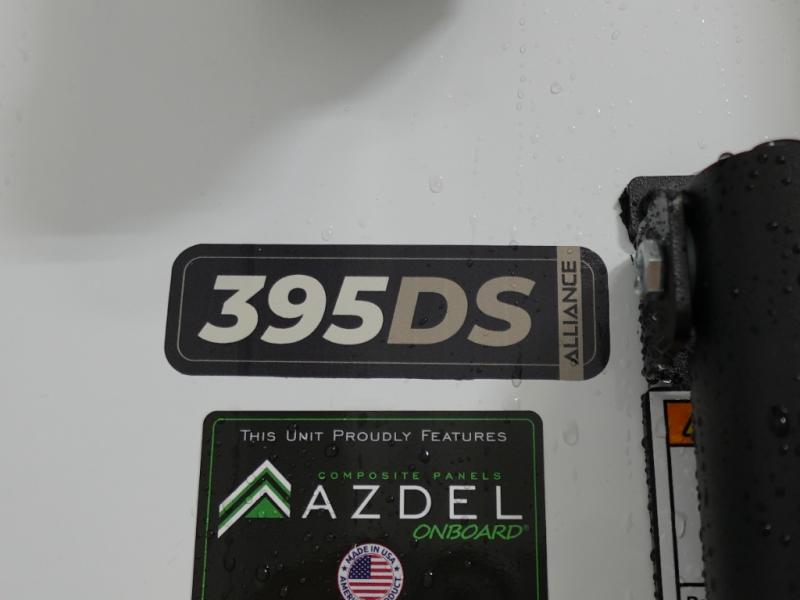 395DS
ALLIANCE
THIS UNIT PROUDLY FEATURES
COMPOSITE PANELS
AZDEL
ONBOARD®
MADE IN USA